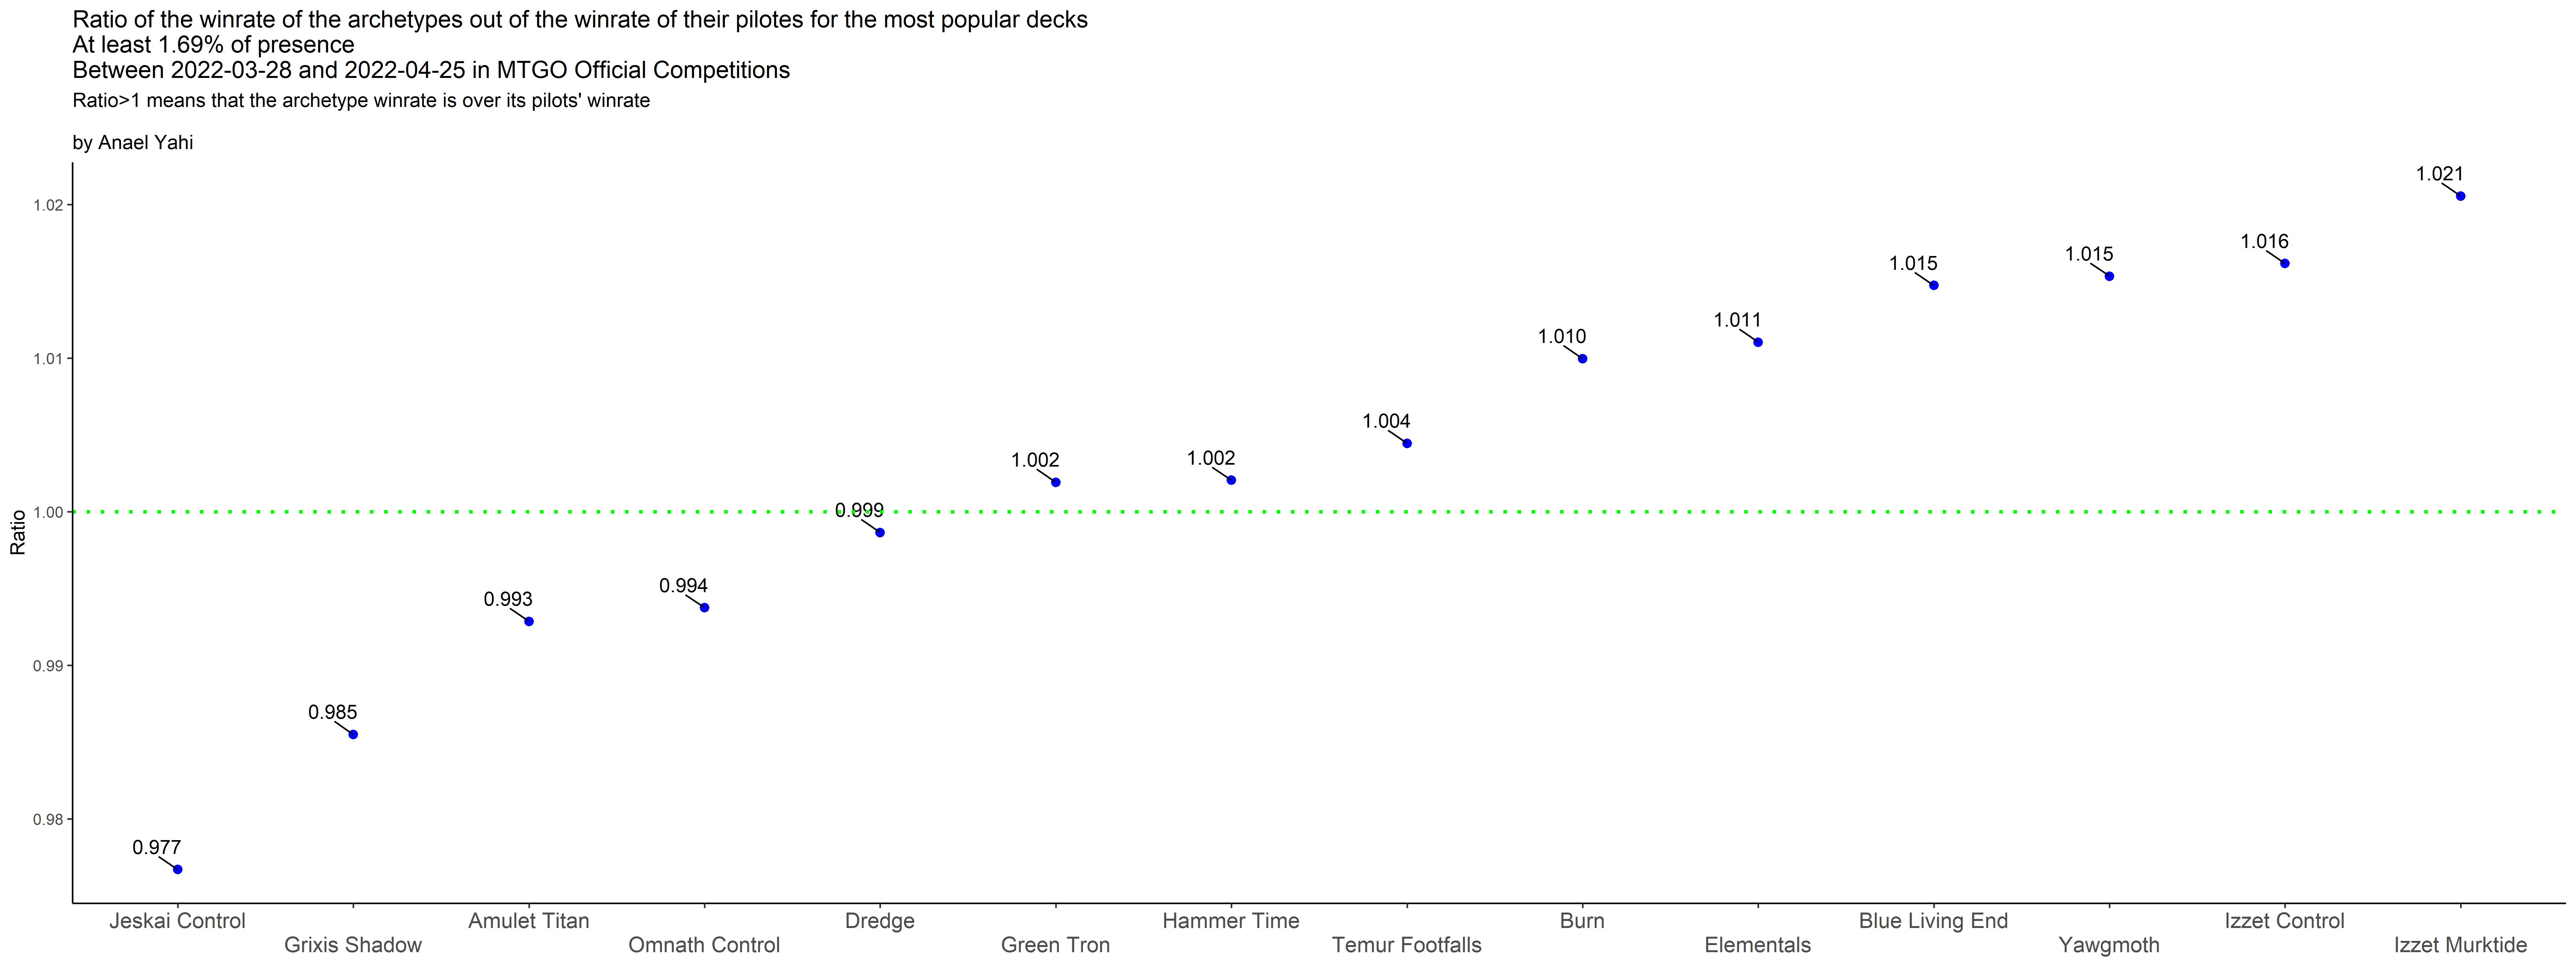 Ratio of the winrate of the archetypes out of the winrate of their pilotes for the most popular decks
At least 1.69% of presence
Between 2022-03-28 and 2022-04-25 in MTGO Official Competitions
Ratio>1 means that the archetype winrate is over its pilots' winrate
by Anael Yahi
Ratio
1.02
1.01
1.00
0.99
0.98
0.977
0.985
0.993
0.994
0.999
1.002
1.002
1.004
1.010
1.011
1.015
1.015
1.016
1.021
Jeskai Control
Grixis Shadow
Amulet Titan
Omnath Control
Dredge
Green Tron
Hammer Time
Temur Footfalls
Burn
Elementals
Blue Living End
Yawgmoth
Izzet Control
Izzet Murktide